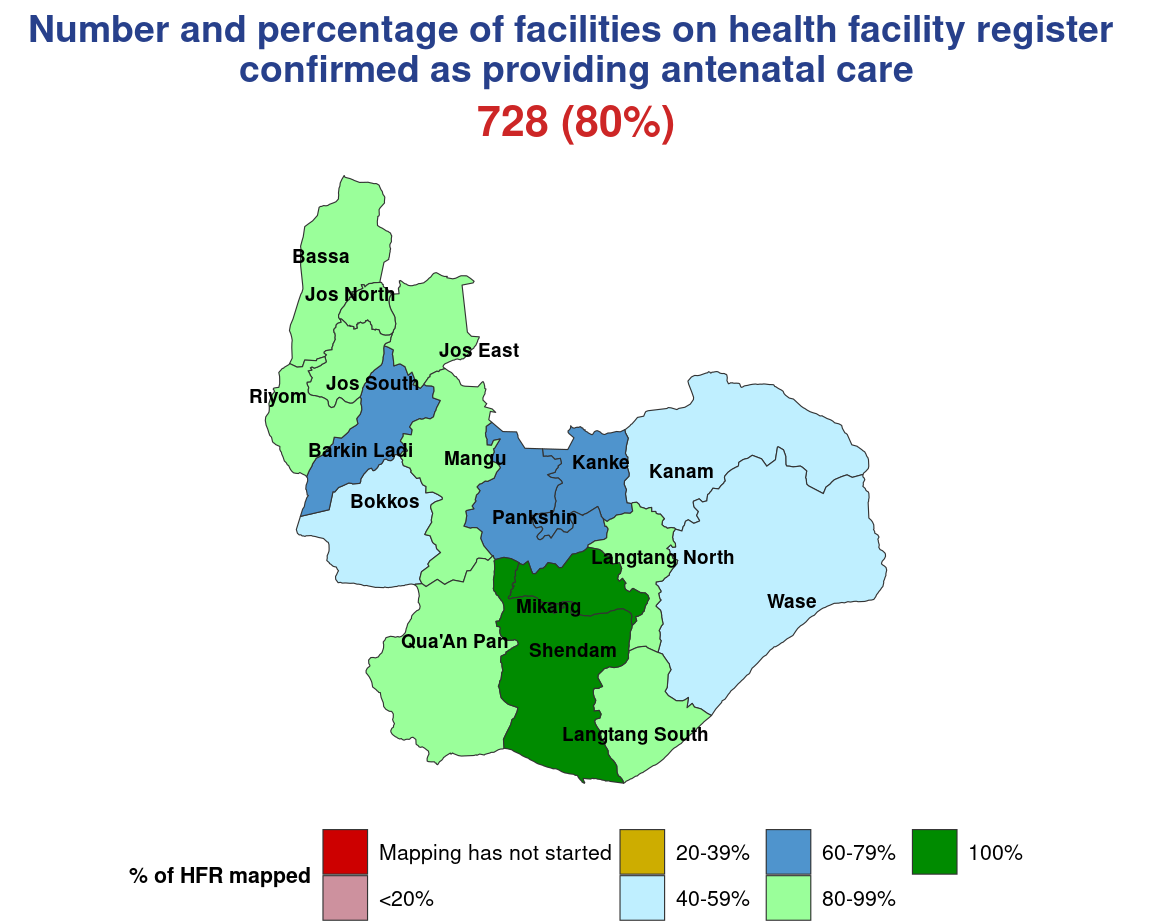 Number and percentage of facilities on health facility register
confirmed as providing antenatal care
728 (80%)
Bassa
Jos North
Jos East
Jos South
Riyom
Barkin Ladi
Mangu
Kanke
Kanam
Bokkos
Pankshin
Langtang North
Wase
Mikang
Qua'An Pan
Shendam
Langtang South
% of HFR mapped
Mapping has not started
<20%
20-39%
40-59%
60-79%
80-99%
100%